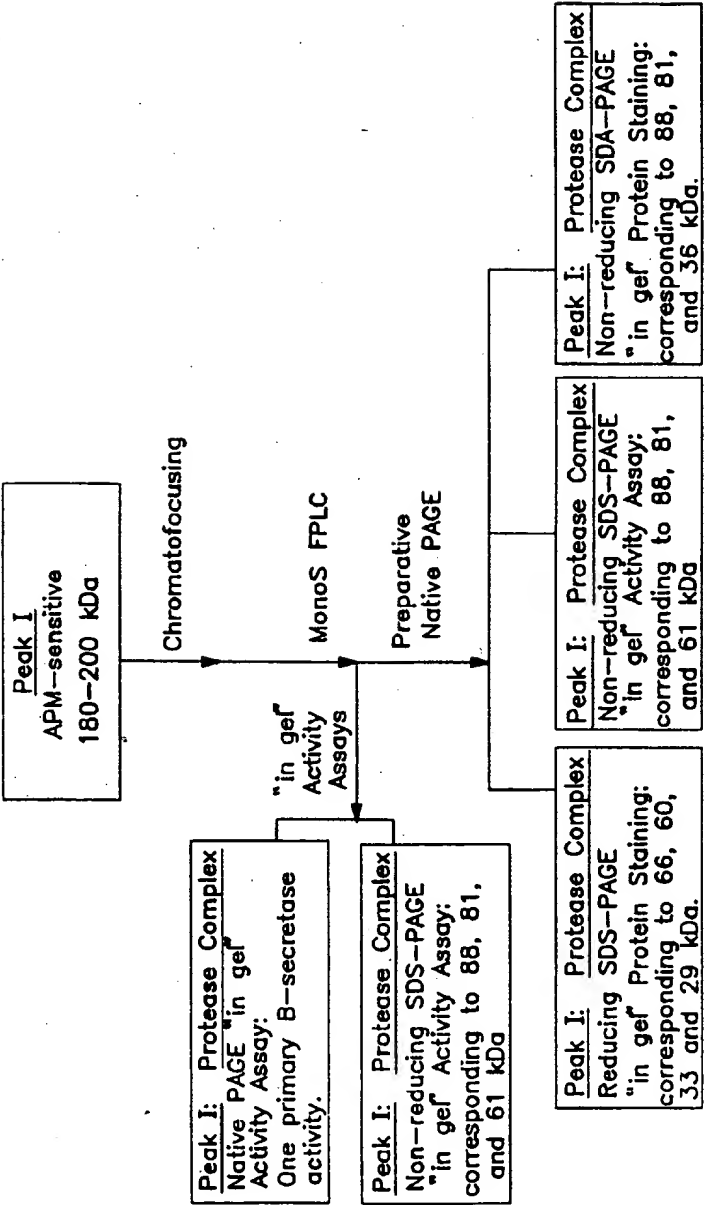 Peak I
APM-sensitive
180-200 kDa
Chromatofocusing
MonoS FPLC
"in gel"
Activity
Assays
Preparative
Native PAGE
Peak I: Protease Complex
Native PAGE "in gel"
Activity Assay:
One primary B-secretase
activity.
Peak I: Protease Complex
Non-reducing SDS-PAGE
"in gel" Activity Assay:
corresponding to 88, 81,
and 61 kDa
Peak I: Protease Complex
Reducing SDS-PAGE
"in gel" Protein Staining:
corresponding to 66, 60,
33 and 29 kDa.
Peak I: Protease Complex
Non-reducing SDS-PAGE
"in gel" Activity Assay:
corresponding to 88, 81,
and 61 kDa
Peak I: Protease Complex
Non-reducing SDA-PAGE
"in gel" Protein Staining:
corresponding to 88, 81,
and 36 kDa.